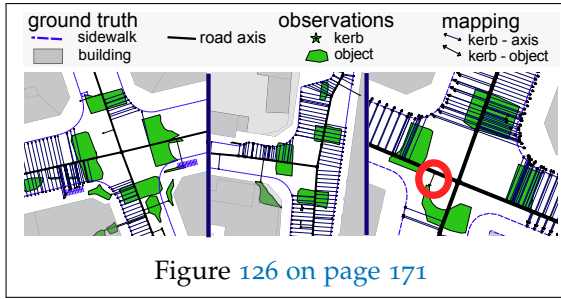 ground truth
observations
mapping
sidewalk
road axis
kerb
kerb - axis
building
object
kerb - object
Figure 126 on page 171